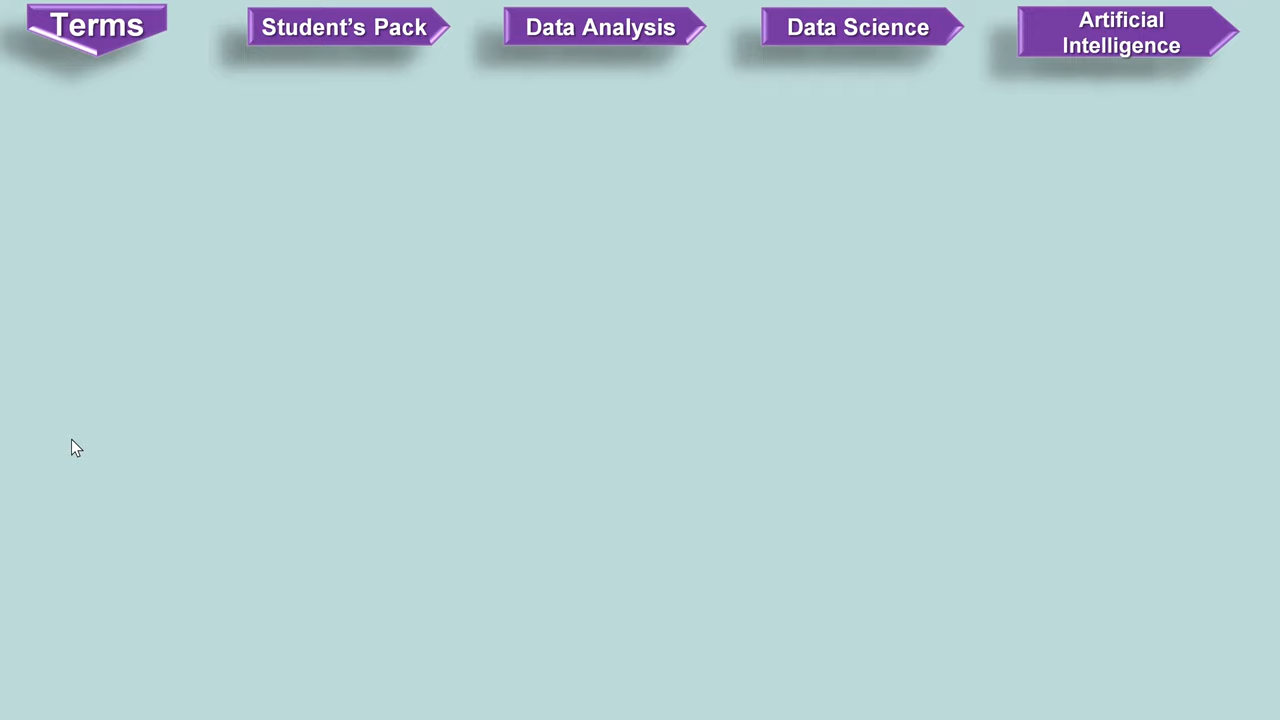 Terms
Student’s Pack
Data Analysis
Data Science
Artificial
Intelligence